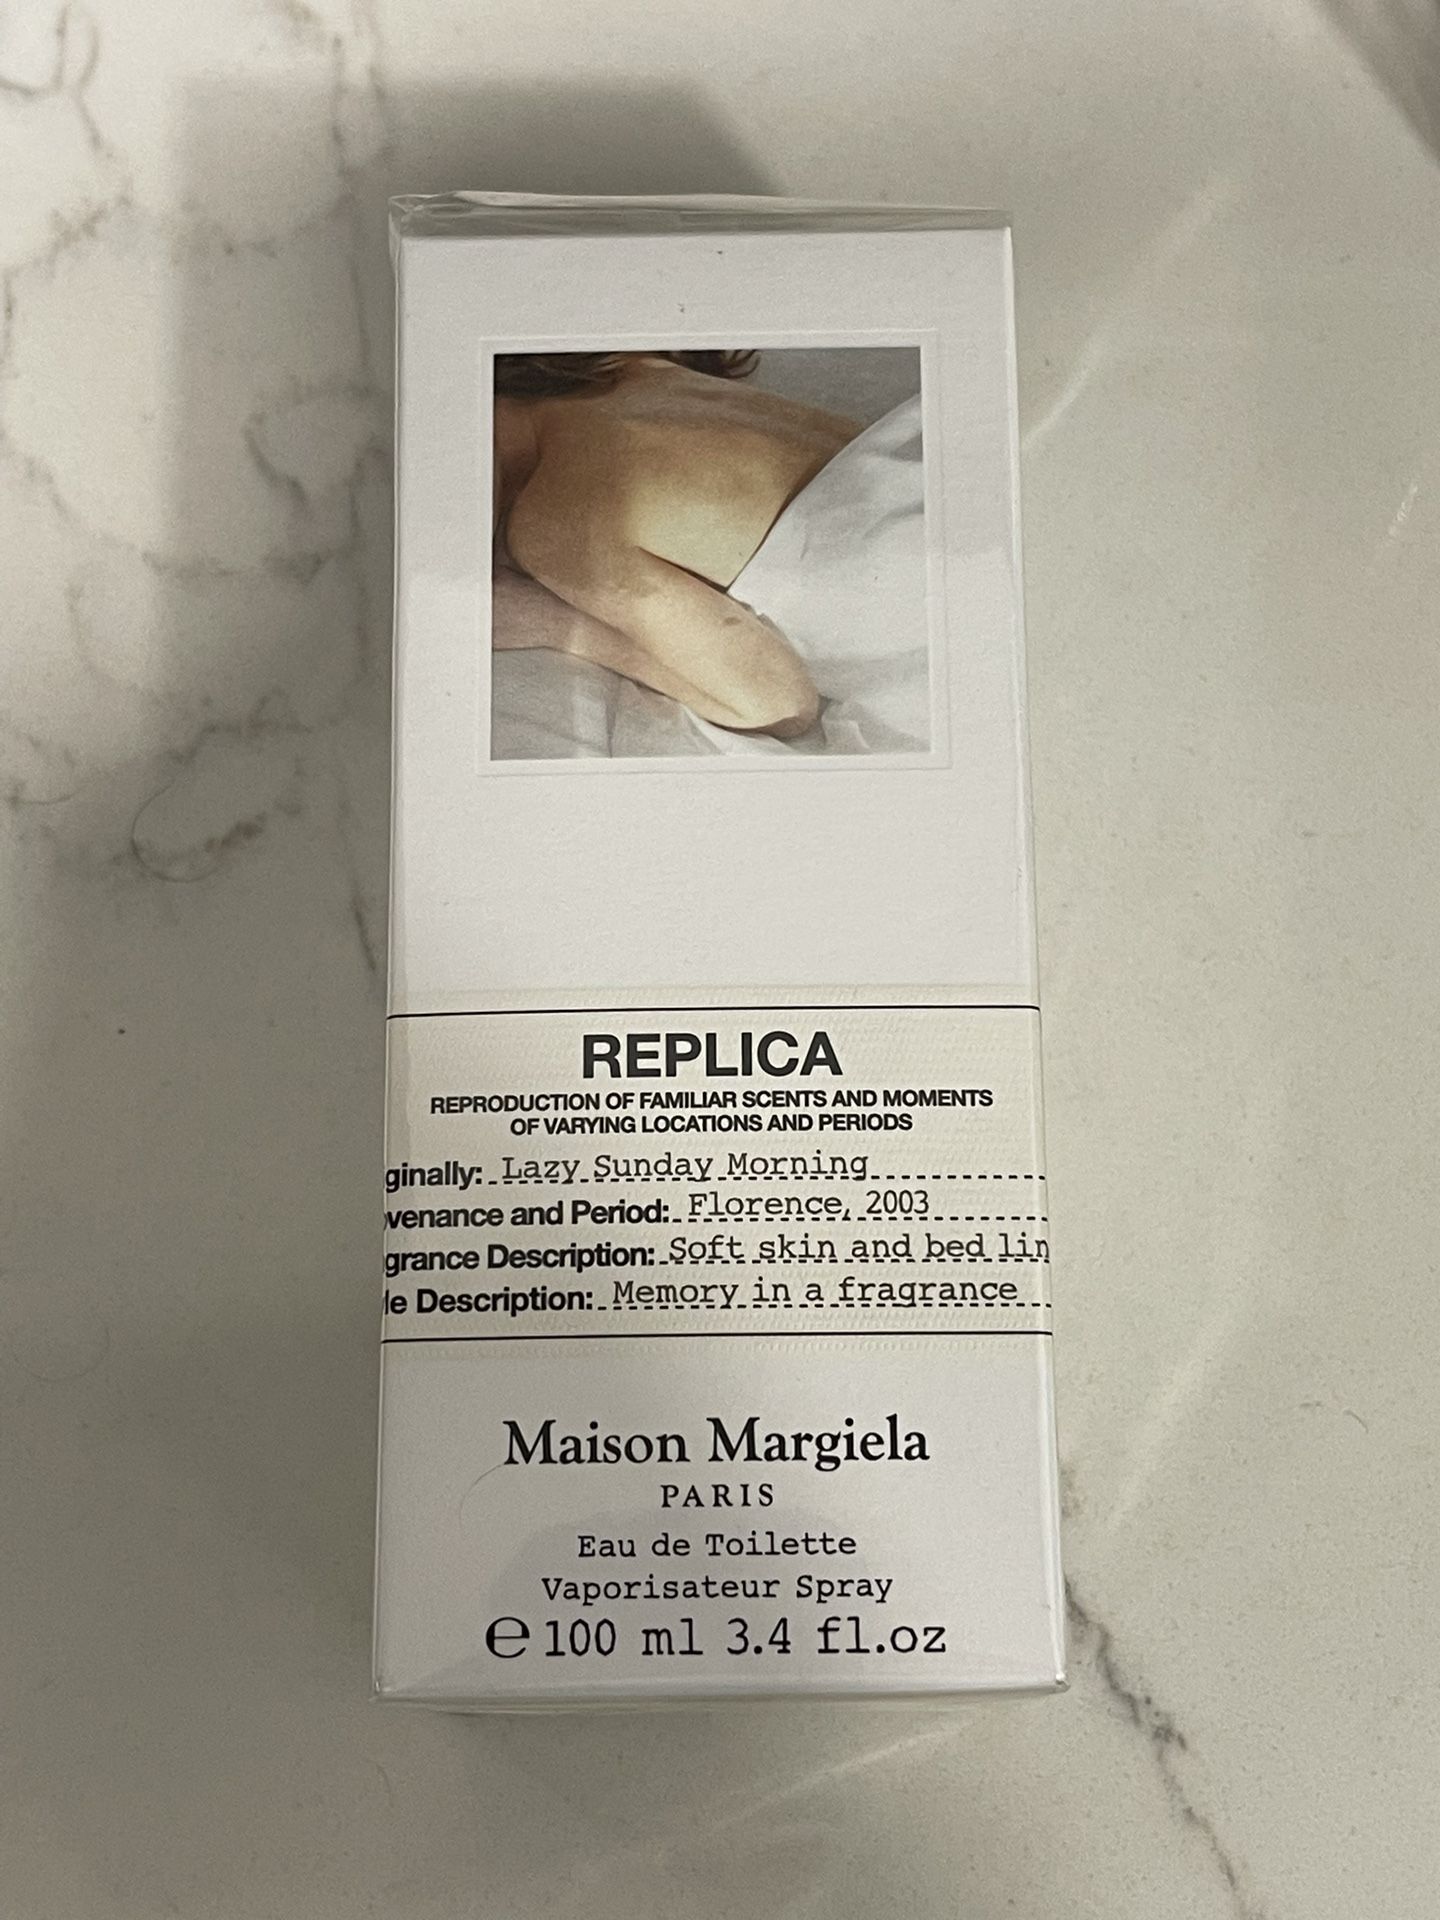 REPLICA
REPRODUCTION OF FAMILIAR SCENTS AND MOMENTS
OF VARYING LOCATIONS AND PERIODS
ginally: Lazy Sunday Morning
venance and Period: Florence, 2003
grance Description: Soft skin and bed lin
le Description: Memory in a fragrance
Maison Margiela
PARIS
Eau de Toilette
Vaporisateur Spray
℮ 100 ml 3.4 fl.oz